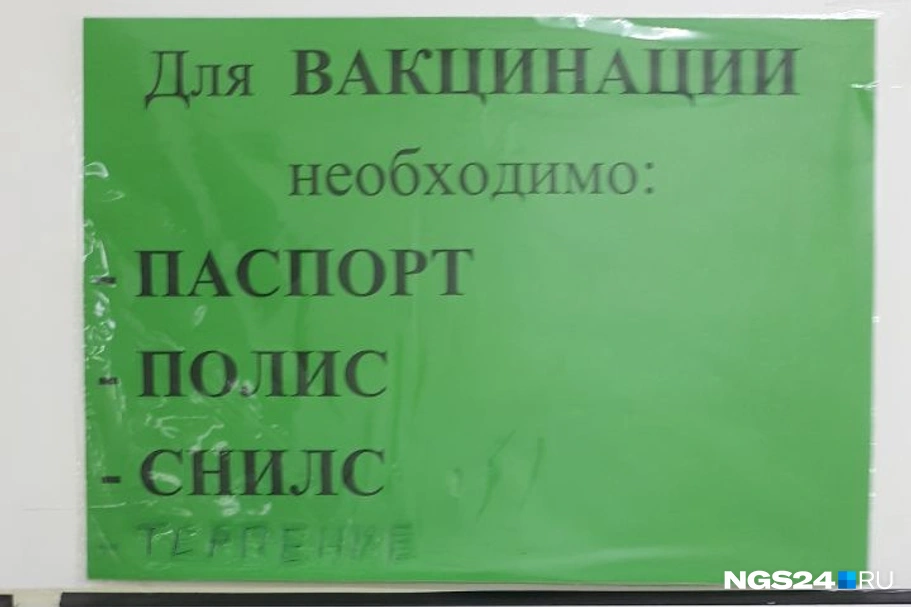 Для ВАКЦИНАЦИИ
необходимо:
- ПАСПОРТ
- ПОЛИС
- СНИЛС
- ТЕРПЕНИЕ
NGS24.RU